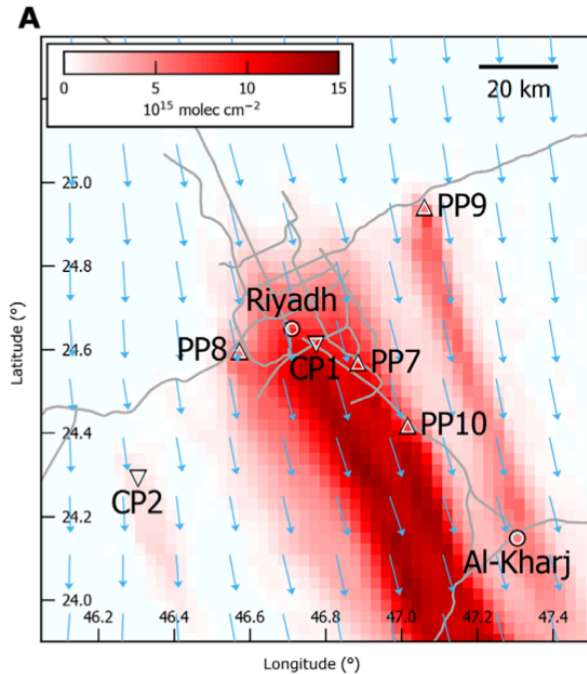 A
0 5 10 15
10¹⁵ molec cm⁻²
20 km
25.0
PP9
24.8
Riyadh
Latitude (°)
24.6
PP8
CP1
PP7
24.4
PP10
CP2
24.2
Al-Kharj
24.0
46.2 46.4 46.6 46.8 47.0 47.2 47.4
Longitude (°)